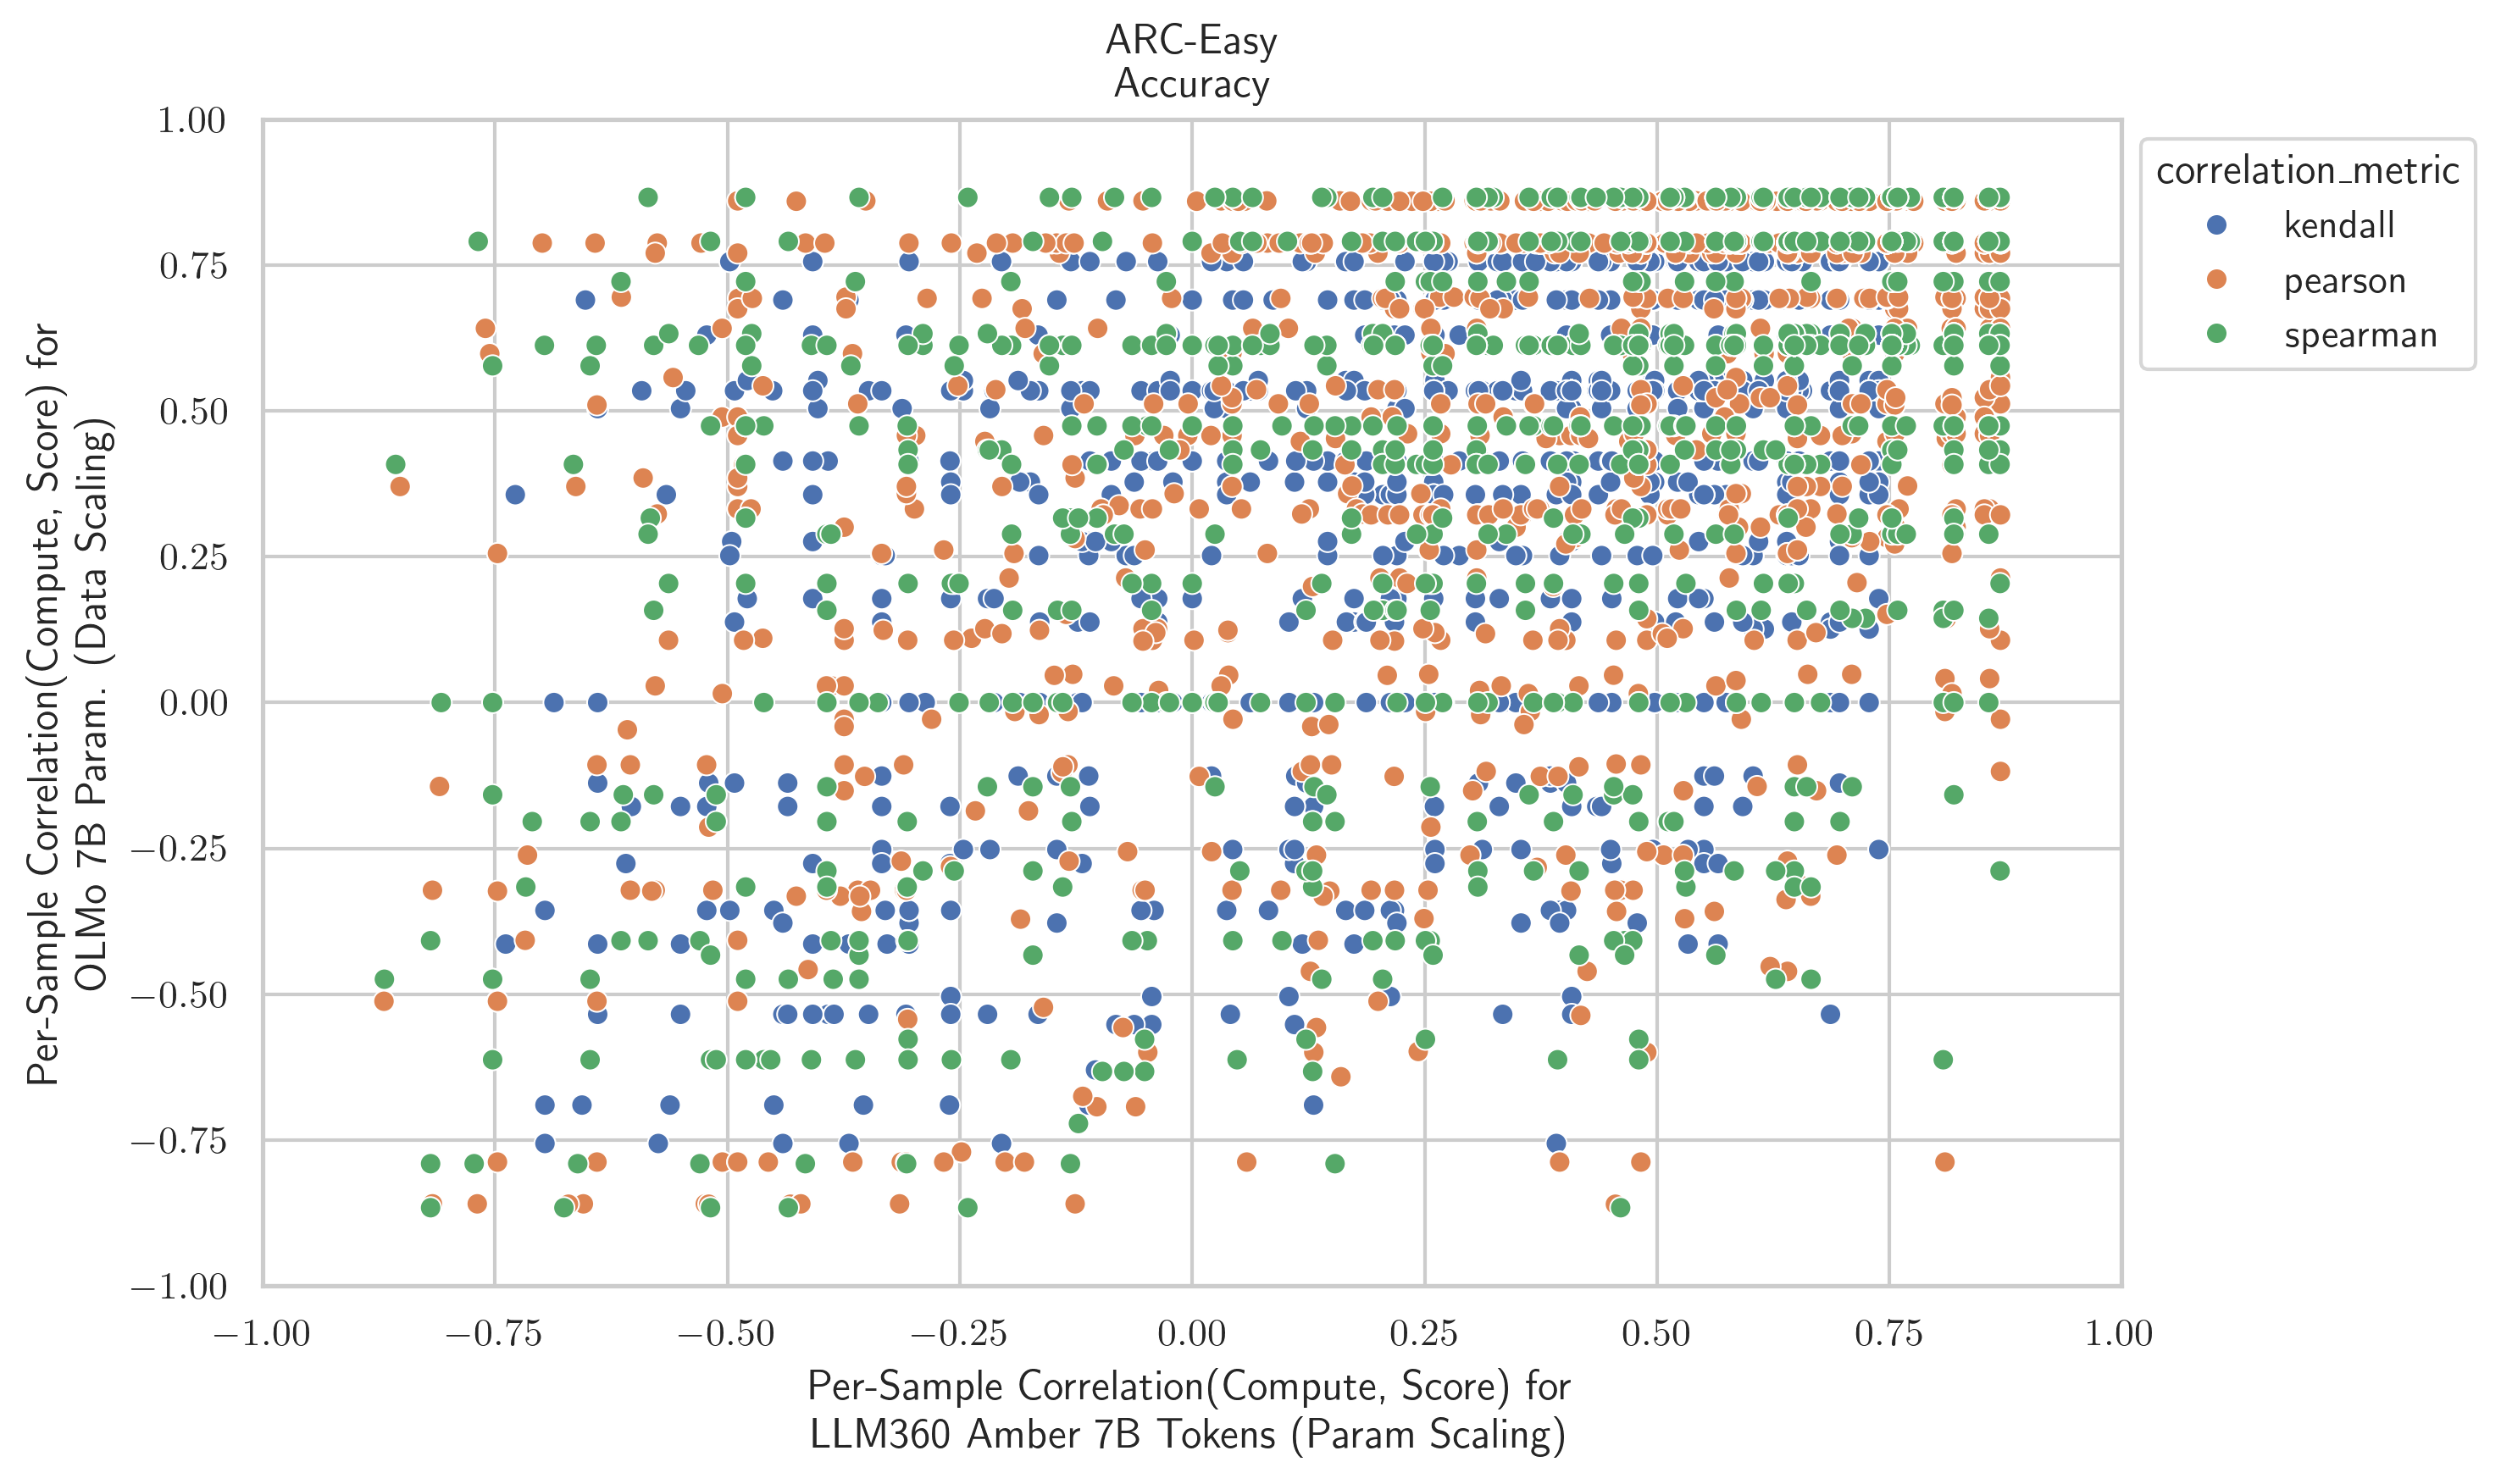 ARC-Easy
Accuracy
Per-Sample Correlation(Compute, Score) for
OLMo 7B Param. (Data Scaling)
1.00
0.75
0.50
0.25
0.00
−0.25
−0.50
−0.75
−1.00
−1.00 −0.75 −0.50 −0.25 0.00 0.25 0.50 0.75 1.00
Per-Sample Correlation(Compute, Score) for
LLM360 Amber 7B Tokens (Param Scaling)
correlation_metric
kendall
pearson
spearman